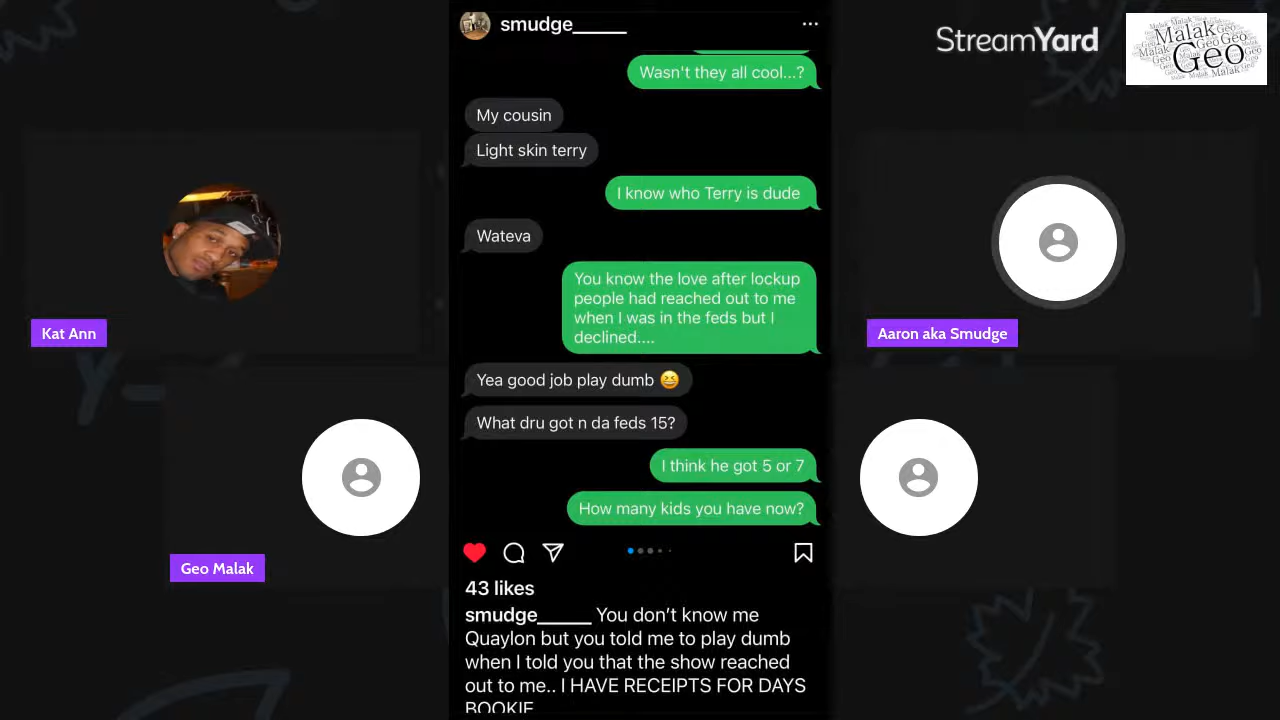 smudge_____
Wasn't they all cool...?
My cousin
Light skin terry
I know who Terry is dude
Wateva
You know the love after lockup
people had reached out to me
when I was in the feds but I
declined....
Yea good job play dumb 😆
What dru got n da feds 15?
I think he got 5 or 7
How many kids you have now?
43 likes
smudge_____ You don’t know me
Quaylon but you told me to play dumb
when I told you that the show reached
out to me.. I HAVE RECEIPTS FOR DAYS
BOOKIE
Kat Ann
Geo Malak
Aaron aka Smudge
StreamYard
Malak
Geo